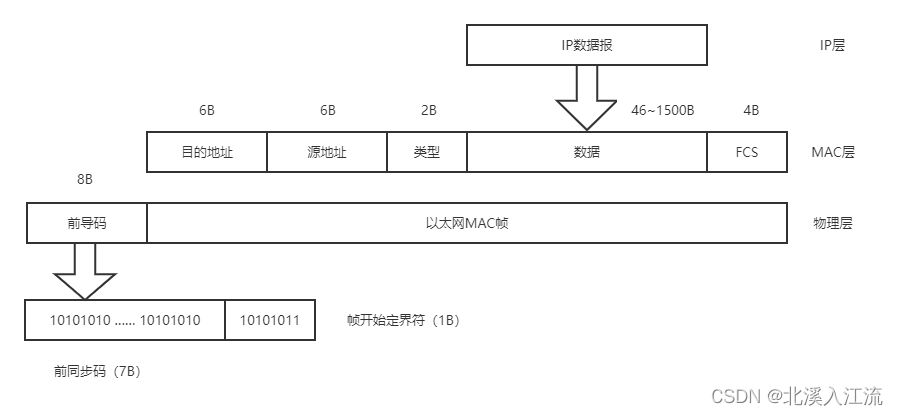 IP数据报
IP层
6B
6B
2B
46~1500B
4B
目的地址
源地址
类型
数据
FCS
MAC层
8B
前导码
以太网MAC帧
物理层
10101010 ...... 10101010
10101011
帧开始定界符（1B）
前同步码（7B）
CSDN @北溪入江流